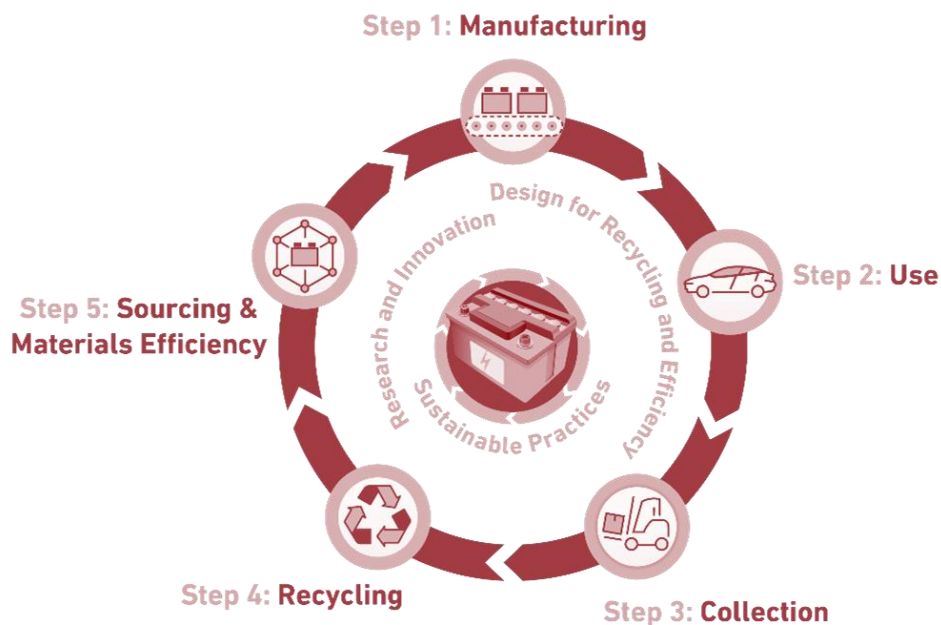 Step 1: Manufacturing
Step 2: Use
Step 3: Collection
Step 4: Recycling
Step 5: Sourcing &
Materials Efficiency
Research and Innovation
Design for Recycling and Efficiency
Sustainable Practices